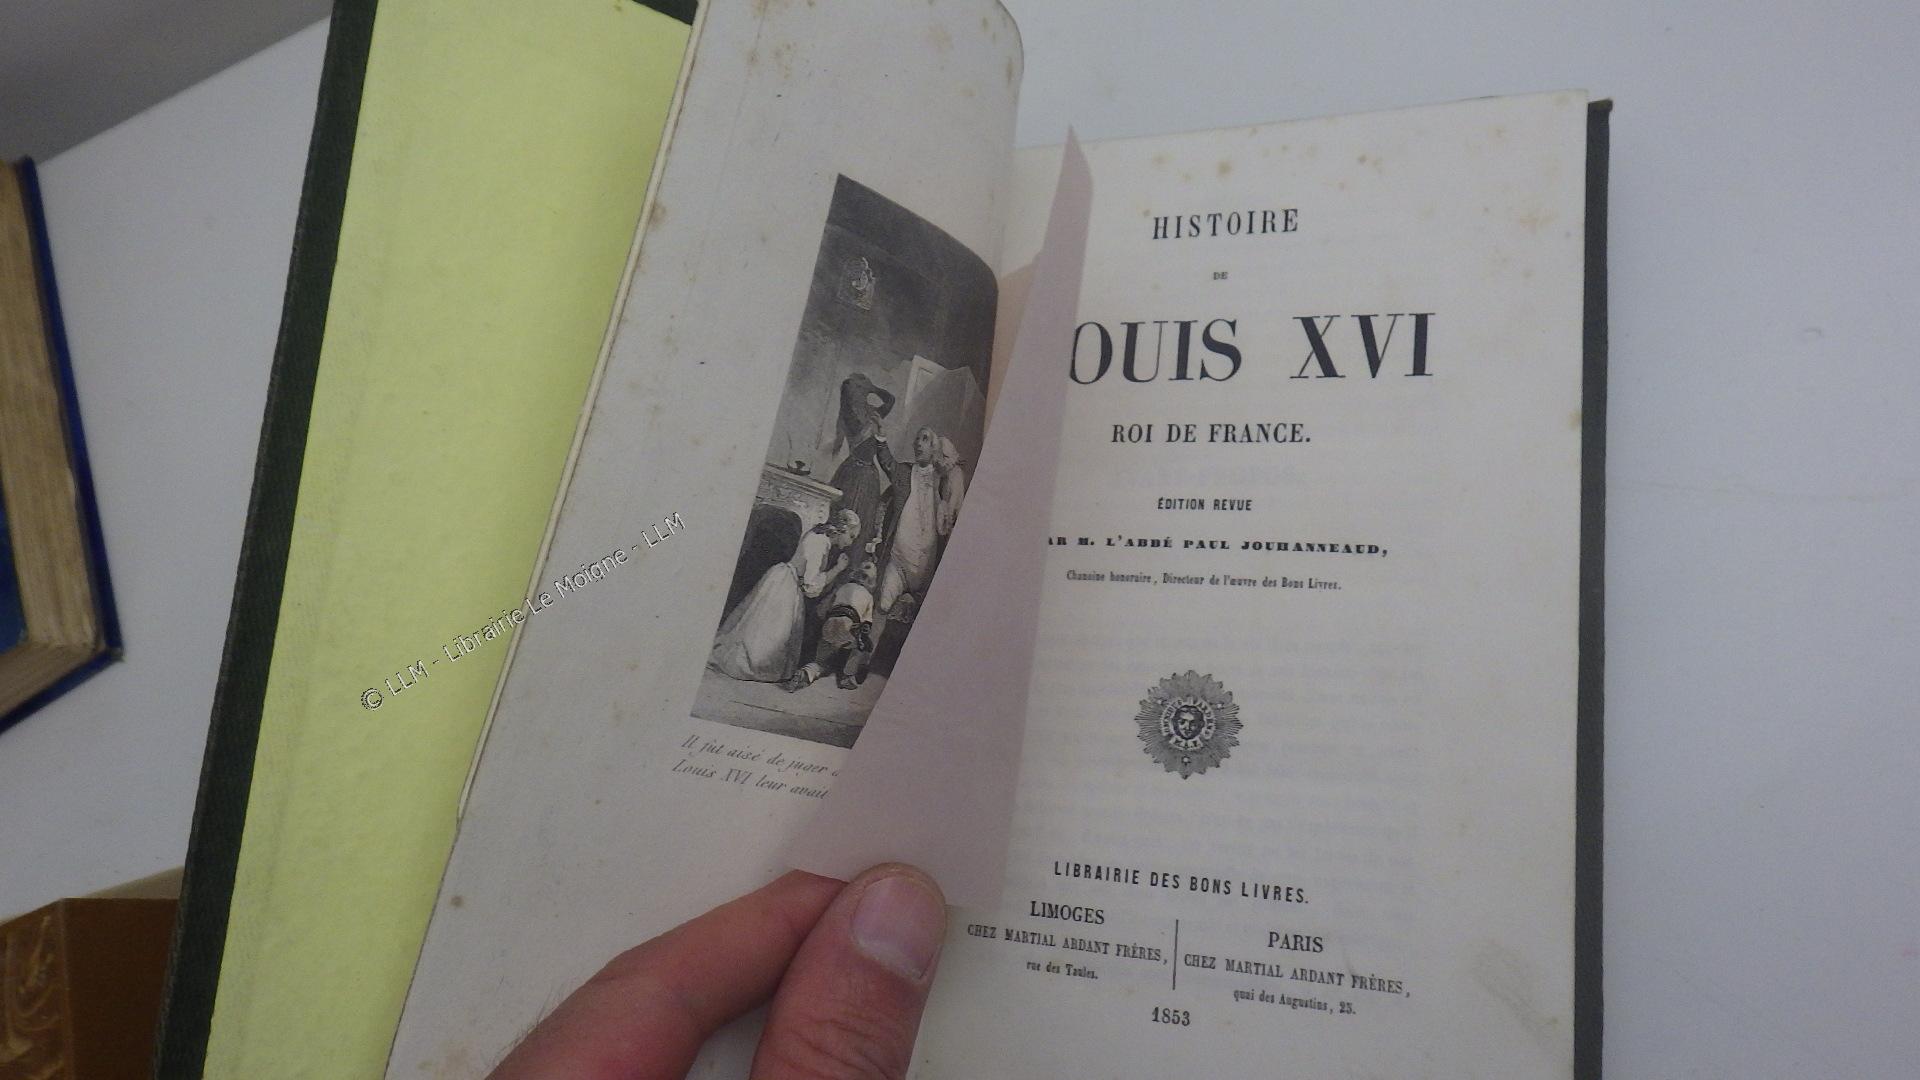 HISTOIRE
DE
OUIS XVI
ROI DE FRANCE.
ÉDITION REVUE
AR M. L'ABBÉ PAUL JOUHANNEAUD,
Chanoine honoraire, Directeur de l'œuvre des Bons Livres.
LIBRAIRIE DES BONS LIVRES.
LIMOGES
CHEZ MARTIAL ARDANT FRÈRES,
rue des Taules.
PARIS
CHEZ MARTIAL ARDANT FRÈRES,
quai des Augustins, 25.
1853
Il fût aisé de juger
Louis XVI leur avait
© LLM - Librairie Le Moigne - LLM